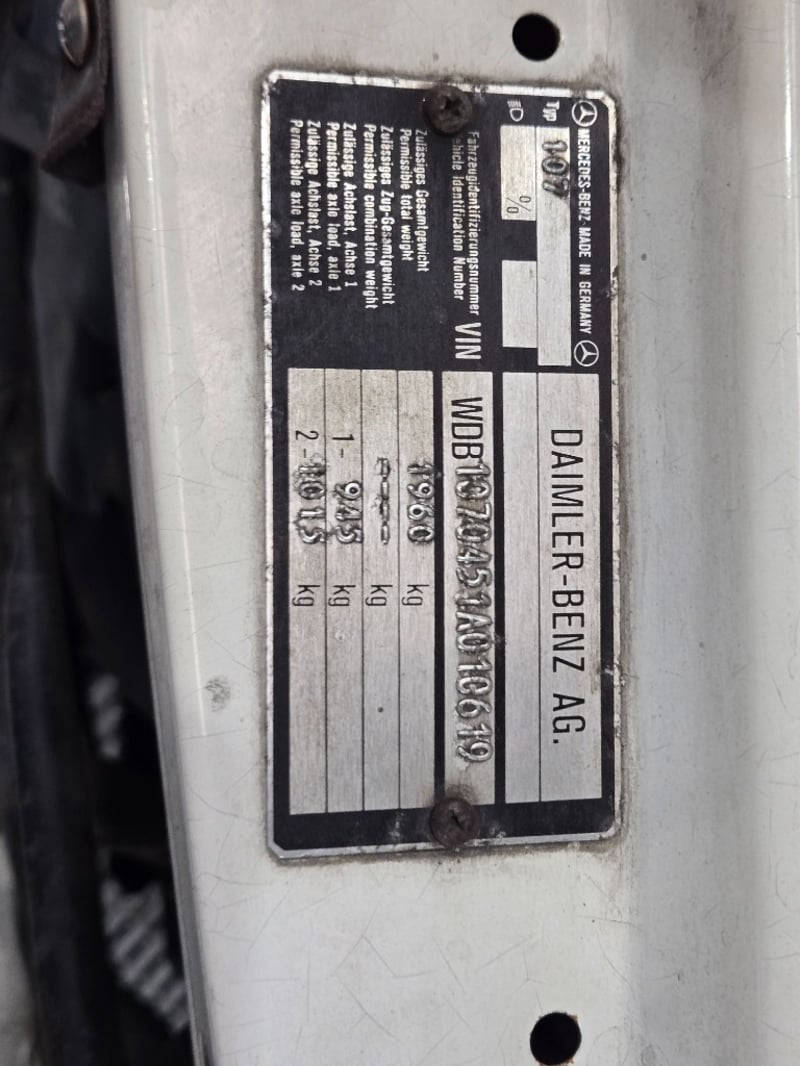 MERCEDES-BENZ · MADE IN GERMANY
Typ 107
%
DAIMLER-BENZ AG.
Fahrzeugidentifizierungsnummer
Vehicle Identification Number VIN WDB1070451A010619
Zulässiges Gesamtgewicht
Permissible total weight 1960 kg
Zulässiges Zug-Gesamtgewicht
Permissible combination weight ---- kg
Zulässige Achslast, Achse 1
Permissible axle load, axle 1 1- 945 kg
Zulässige Achslast, Achse 2
Permissible axle load, axle 2 2- 1015 kg